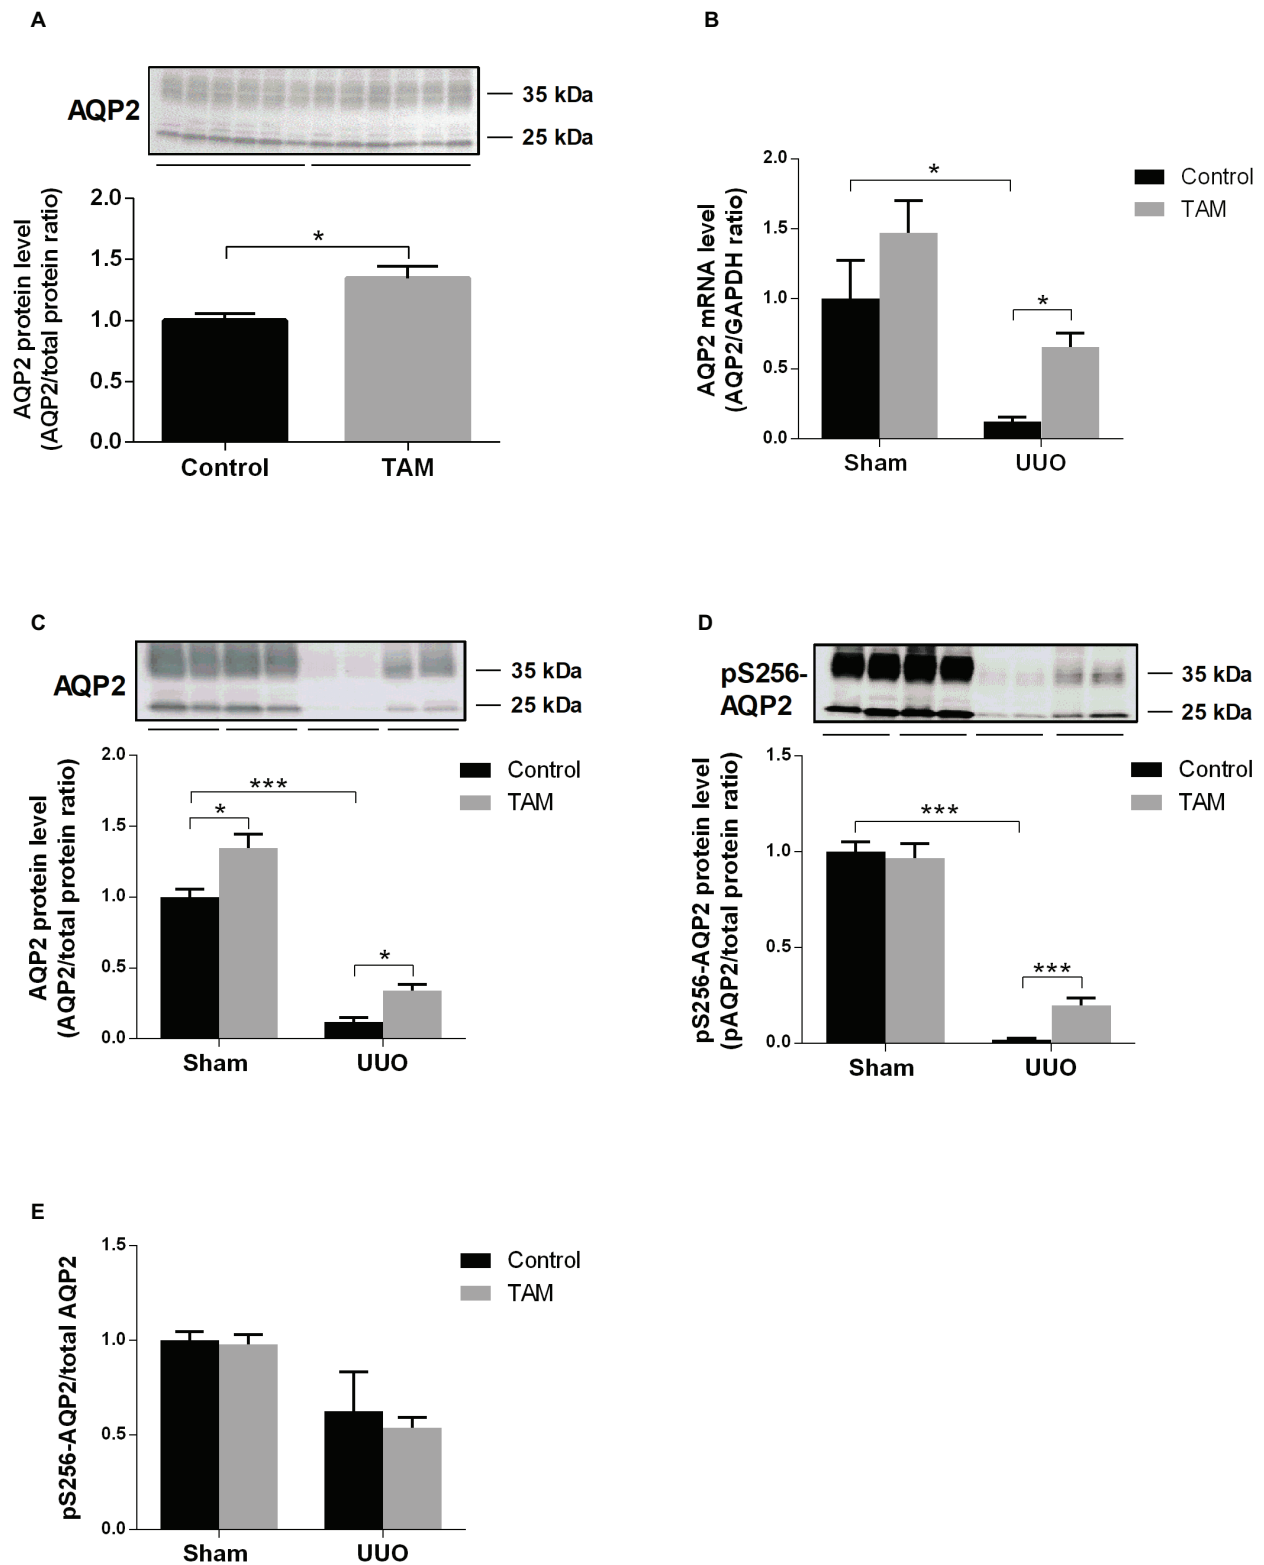 A
AQP2
35 kDa
25 kDa
AQP2 protein level
(AQP2/total protein ratio)
2.0
1.5
1.0
0.5
0.0
*
Control
TAM
B
AQP2 mRNA level
(AQP2/GAPDH ratio)
2.0
1.5
1.0
0.5
0.0
*
*
Sham
UUO
Control
TAM
C
AQP2
35 kDa
25 kDa
AQP2 protein level
(AQP2/total protein ratio)
2.0
1.5
1.0
0.5
0.0
***
*
*
Sham
UUO
Control
TAM
D
pS256-
AQP2
35 kDa
25 kDa
pS256-AQP2 protein level
(pAQP2/total protein ratio)
1.5
1.0
0.5
0.0
***
***
Sham
UUO
Control
TAM
E
pS256-AQP2/total AQP2
1.5
1.0
0.5
0.0
Sham
UUO
Control
TAM